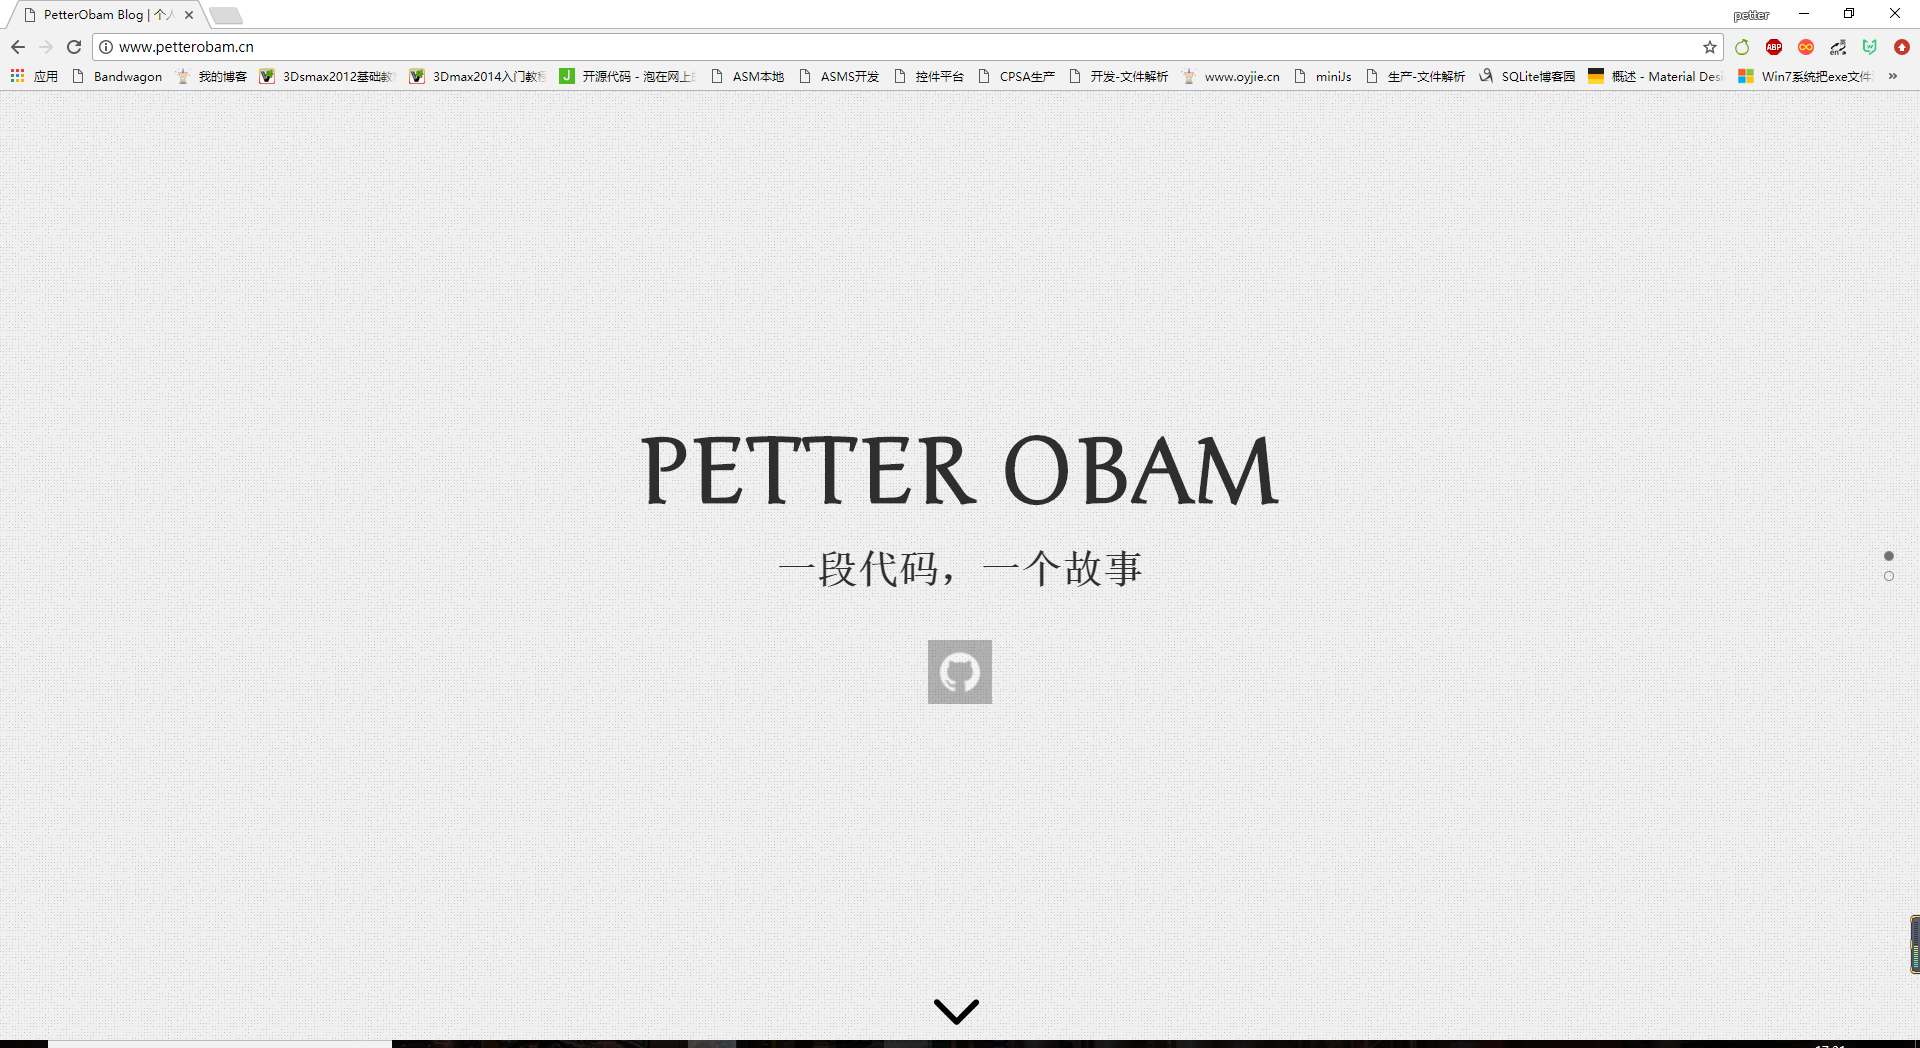 PetterObam Blog | 个人
petter
www.petterobam.cn
应用 Bandwagon 我的博客 3Dsmax2012基础教 3Dmax2014入门教程 开源代码 - 泡在网上 ASM本地 ASMS开发 控件平台 CPSA生产 开发-文件解析 www.oyjie.cn miniJs 生产-文件解析 SQLite博客园 概述 - Material Desi Win7系统把exe文件 »
ABP
PETTER OBAM
一段代码，一个故事